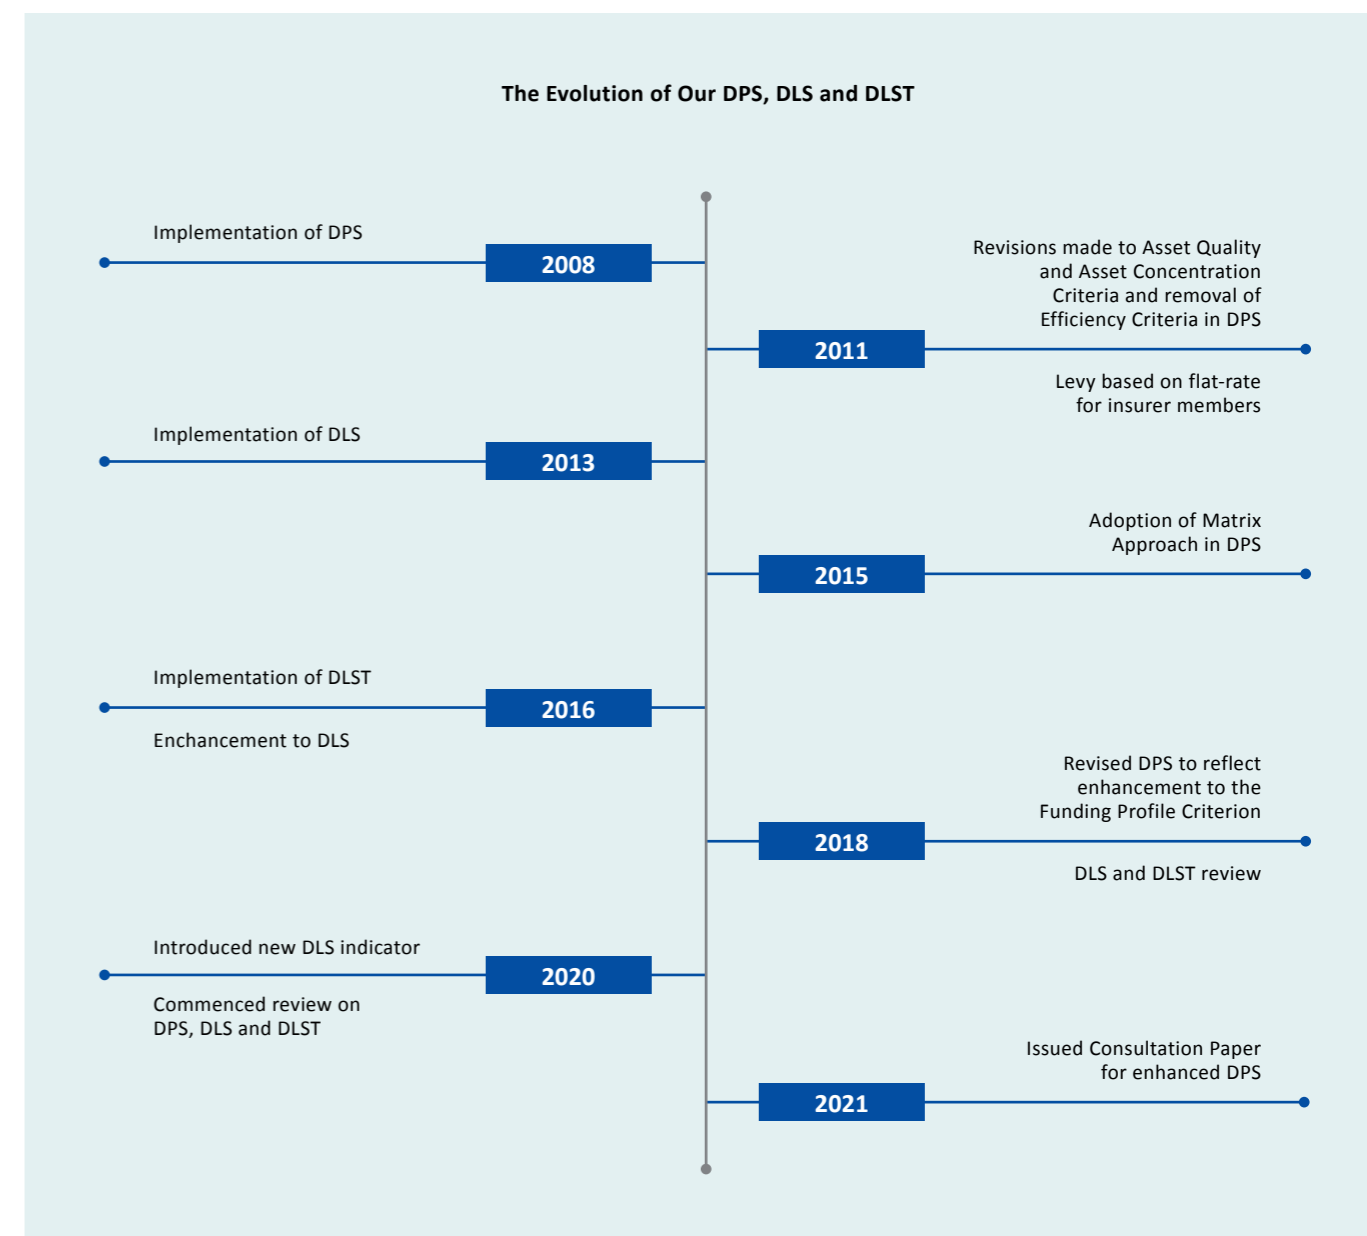 The Evolution of Our DPS, DLS and DLST
Implementation of DPS
2008
Revisions made to Asset Quality
and Asset Concentration
Criteria and removal of
Efficiency Criteria in DPS
2011
Levy based on flat-rate
for insurer members
Implementation of DLS
2013
Adoption of Matrix
Approach in DPS
2015
Implementation of DLST
2016
Enchancement to DLS
Revised DPS to reflect
enhancement to the
Funding Profile Criterion
2018
DLS and DLST review
Introduced new DLS indicator
2020
Commenced review on
DPS, DLS and DLST
Issued Consultation Paper
for enhanced DPS
2021